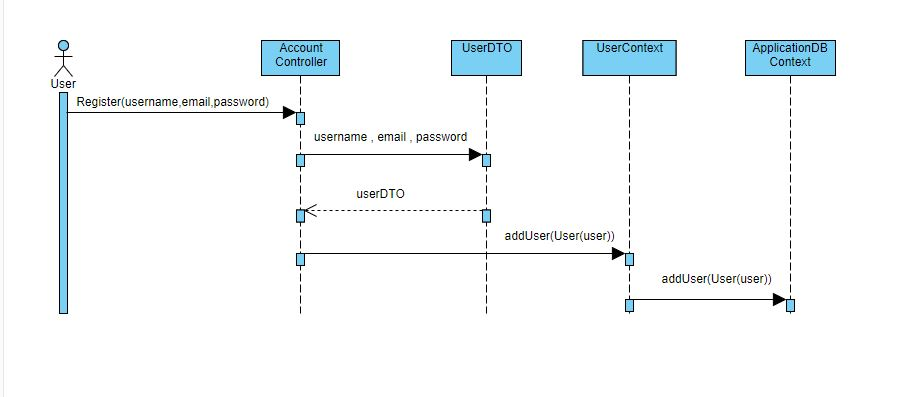 Account
Controller
UserDTO
UserContext
ApplicationDB
Context
User
Register(username,email,password)
username , email , password
userDTO
addUser(User(user))
addUser(User(user))